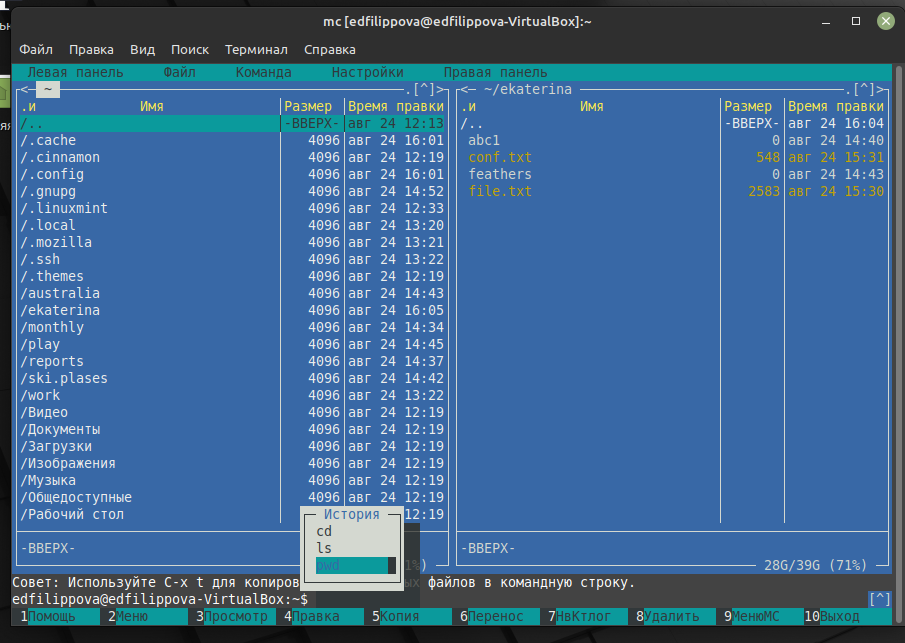 mc [edfilippova@edfilippova-VirtualBox]:~
Файл Правка Вид Поиск Терминал Справка
Левая панель Файл Команда Настройки Правая панель
<— ~ .[^]> <— ~/ekaterina .[^]>
.и Имя Размер Время правки .и Имя Размер Время правки
/.. -ВВЕРХ- авг 24 12:13 /.. -ВВЕРХ- авг 24 16:04
/.cache 4096 авг 24 16:01 abc1 0 авг 24 14:40
/.cinnamon 4096 авг 24 12:19 conf.txt 548 авг 24 15:31
/.config 4096 авг 24 16:01 feathers 0 авг 24 14:43
/.gnupg 4096 авг 24 14:52 file.txt 2583 авг 24 15:30
/.linuxmint 4096 авг 24 12:33
/.local 4096 авг 24 13:20
/.mozilla 4096 авг 24 13:21
/.ssh 4096 авг 24 13:22
/.themes 4096 авг 24 12:19
/australia 4096 авг 24 14:43
/ekaterina 4096 авг 24 16:05
/monthly 4096 авг 24 14:34
/play 4096 авг 24 14:45
/reports 4096 авг 24 14:37
/ski.plases 4096 авг 24 14:42
/work 4096 авг 24 13:22
/Видео 4096 авг 24 12:19
/Документы 4096 авг 24 12:19
/Загрузки 4096 авг 24 12:19
/Изображения 4096 авг 24 12:19
/Музыка 4096 авг 24 12:19
/Общедоступные 4096 авг 24 12:19
/Рабочий стол 12:19
История
cd
ls
pwd
-ВВЕРХ- 1%) -ВВЕРХ-
28G/39G (71%)
Совет: Используйте C-x t для копиров ых файлов в командную строку.
edfilippova@edfilippova-VirtualBox:~$ [^]
1Помощь 2Меню 3Просмотр 4Правка 5Копия 6Перенос 7НвКтлог 8Удалить 9МенюМС 10Выход